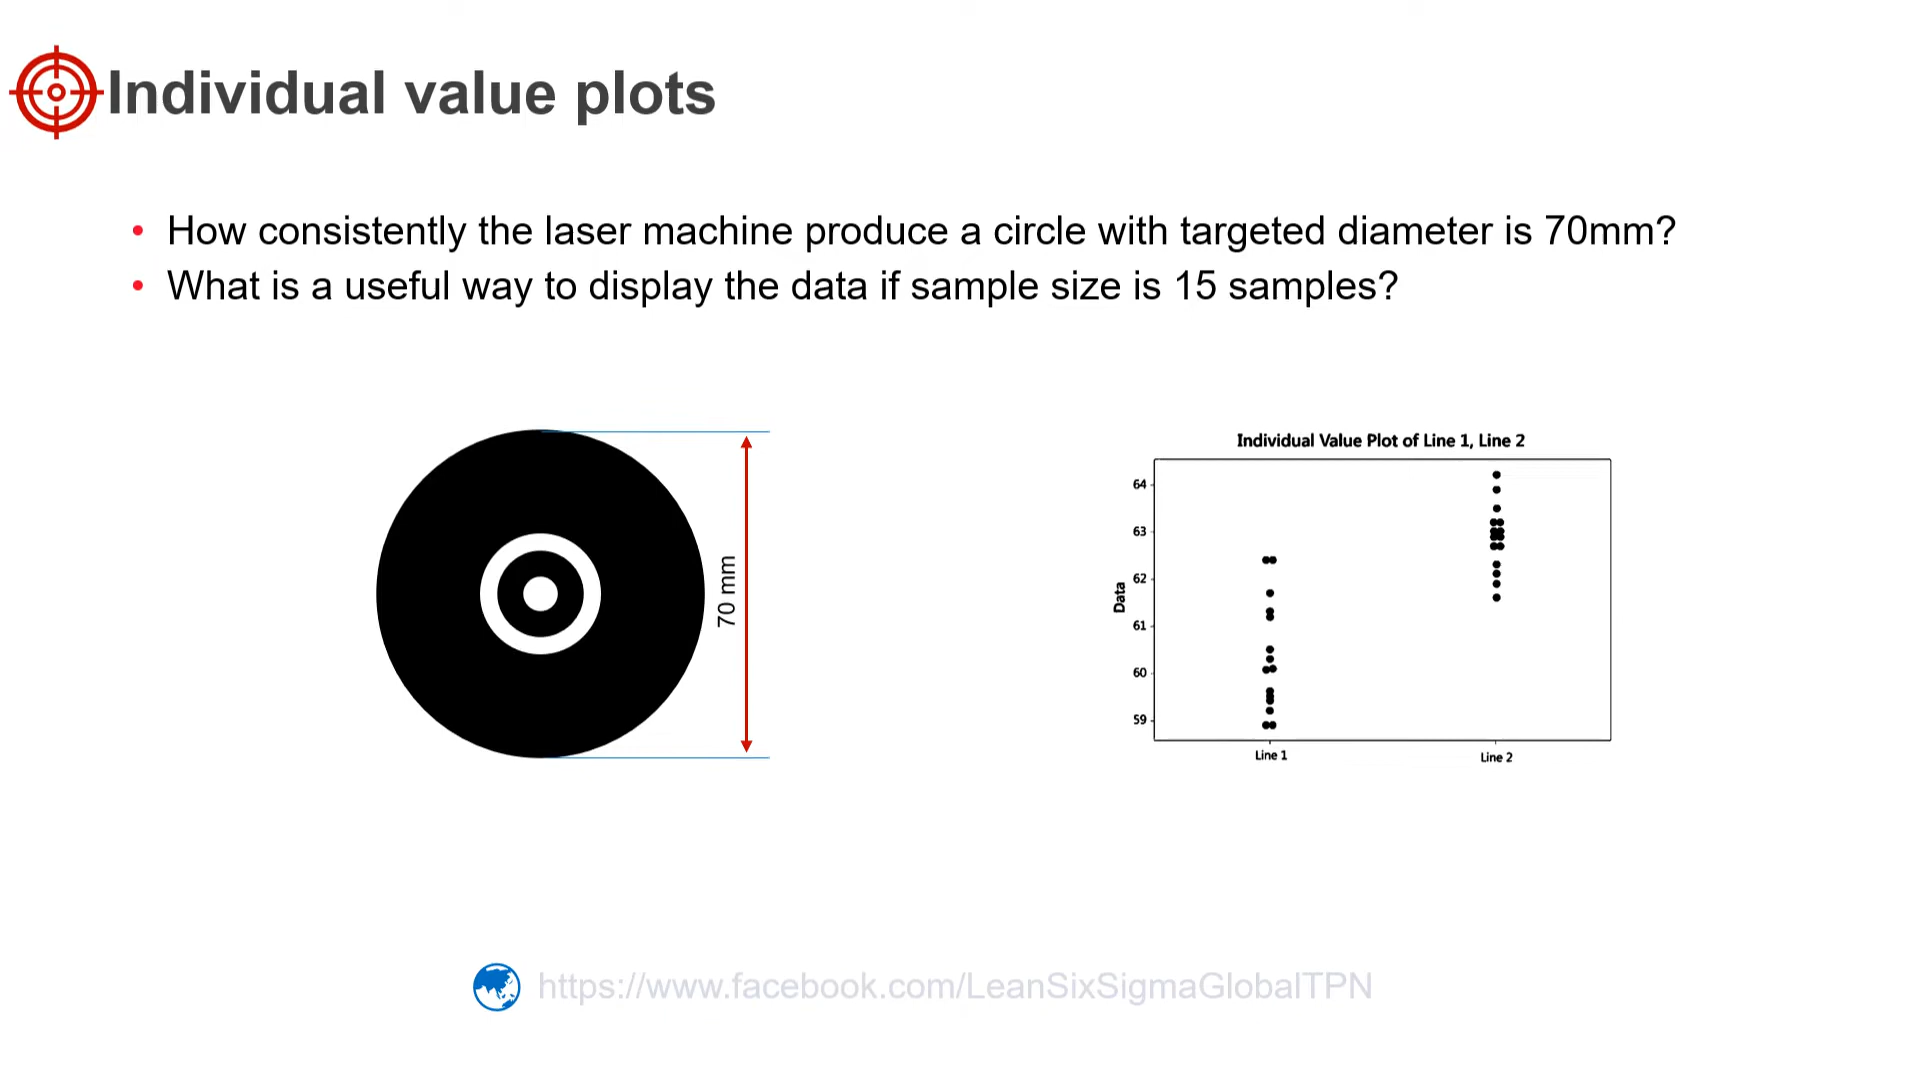 Individual value plots
• How consistently the laser machine produce a circle with targeted diameter is 70mm?
• What is a useful way to display the data if sample size is 15 samples?
70 mm
Individual Value Plot of Line 1, Line 2
Data
64
63
62
61
60
59
Line 1
Line 2
https://www.facebook.com/LeanSixSigmaGlobalTPN